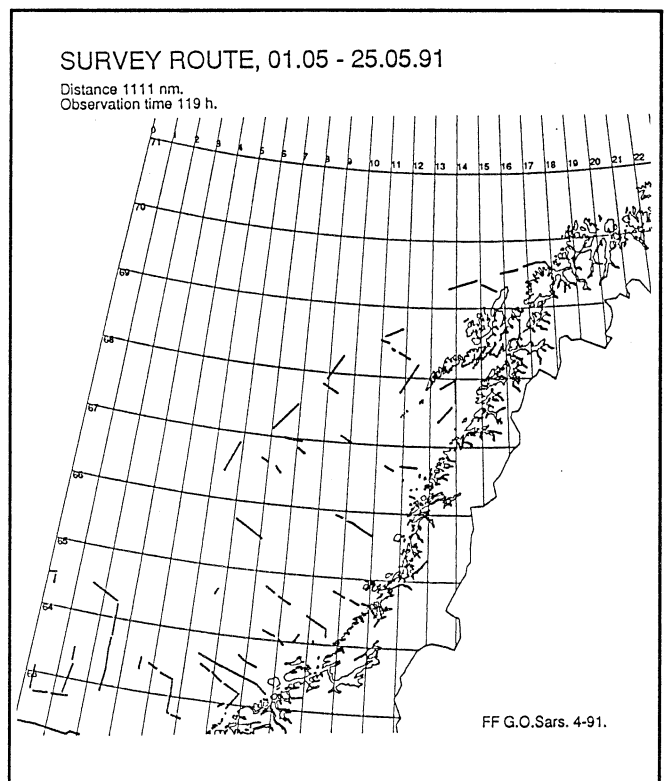 SURVEY ROUTE, 01.05 - 25.05.91
Distance 1111 nm.
Observation time 119 h.
0 1 2 3 4 5 6 7 8 9 10 11 12 13 14 15 16 17 18 19 20 21 22
71
70
69
68
67
66
65
64
63
FF G.O.Sars. 4-91.